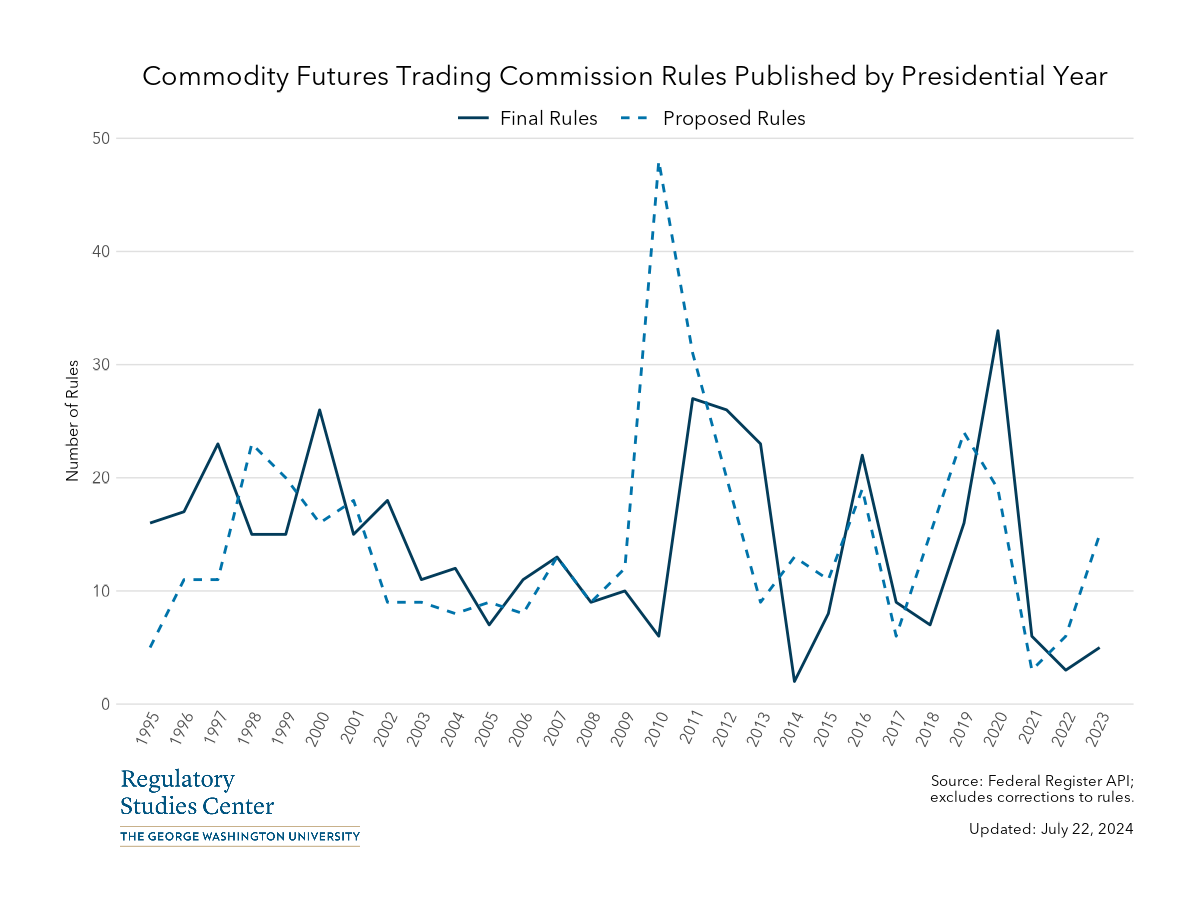 Commodity Futures Trading Commission Rules Published by Presidential Year
Final Rules Proposed Rules
50
40
30
20
10
0
Number of Rules
1995 1996 1997 1998 1999 2000 2001 2002 2003 2004 2005 2006 2007 2008 2009 2010 2011 2012 2013 2014 2015 2016 2017 2018 2019 2020 2021 2022 2023
Regulatory
Studies Center
THE GEORGE WASHINGTON UNIVERSITY
Source: Federal Register API;
excludes corrections to rules.
Updated: July 22, 2024